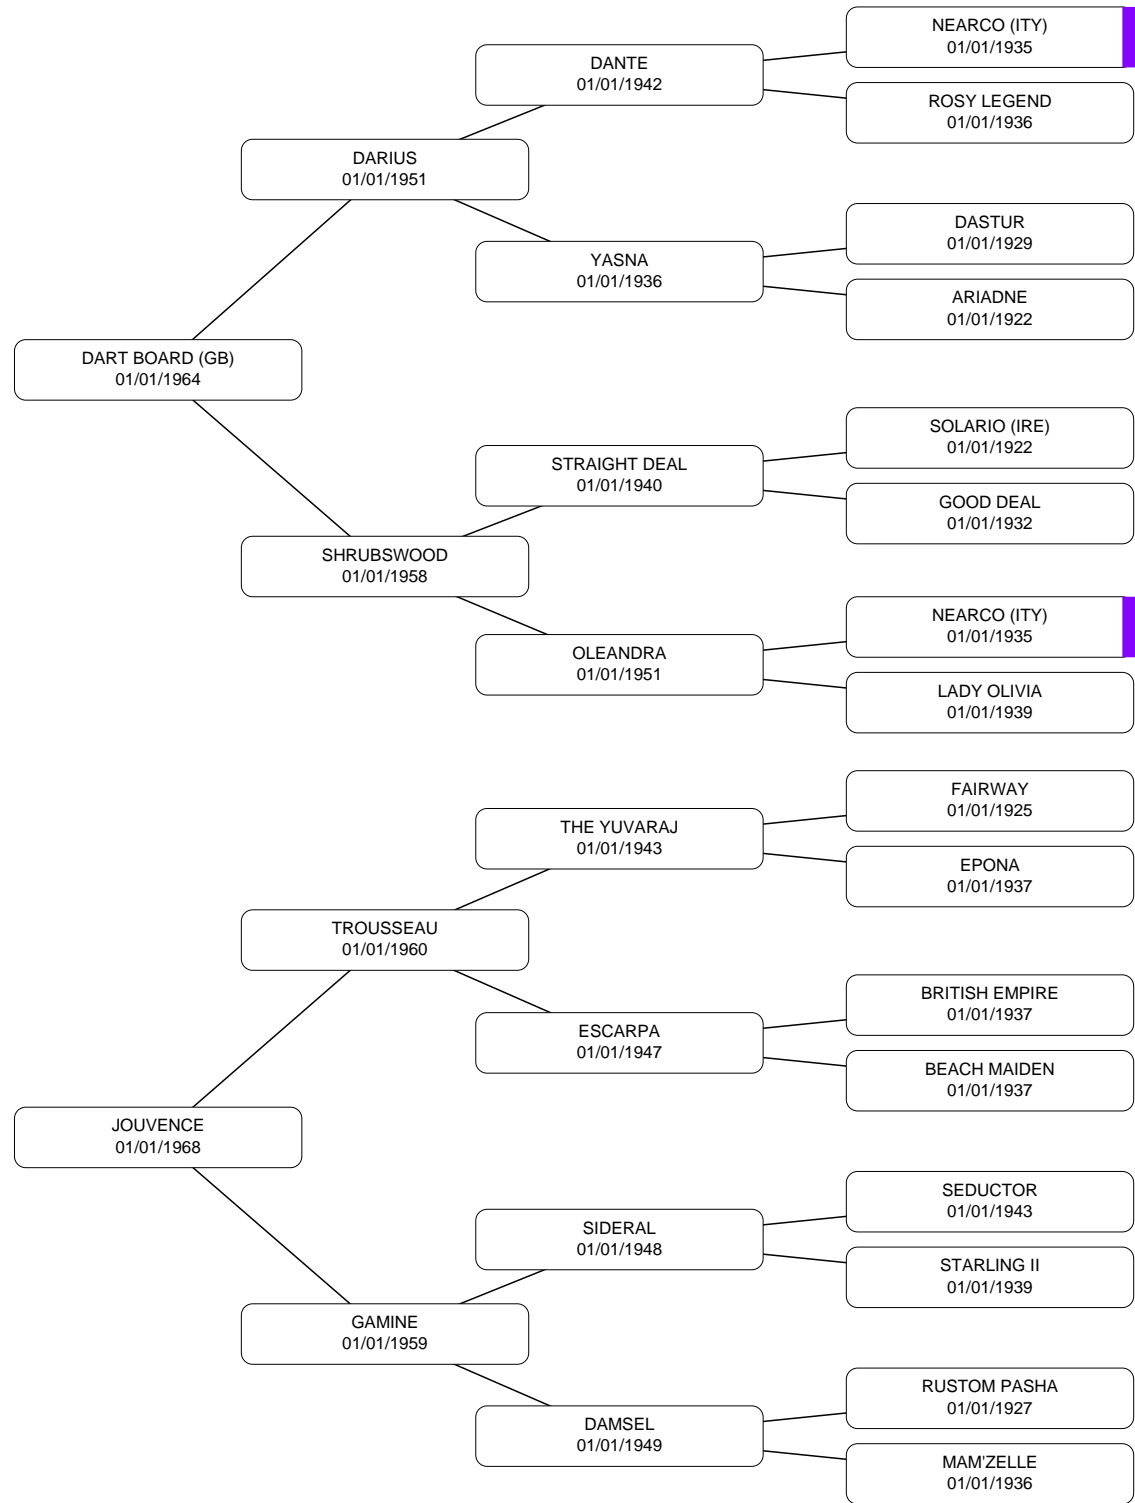 NEARCO (ITY)
01/01/1935
DANTE
01/01/1942
ROSY LEGEND
01/01/1936
DARIUS
01/01/1951
DASTUR
01/01/1929
YASNA
01/01/1936
ARIADNE
01/01/1922
DART BOARD (GB)
01/01/1964
SOLARIO (IRE)
01/01/1922
STRAIGHT DEAL
01/01/1940
GOOD DEAL
01/01/1932
SHRUBSWOOD
01/01/1958
NEARCO (ITY)
01/01/1935
OLEANDRA
01/01/1951
LADY OLIVIA
01/01/1939
FAIRWAY
01/01/1925
THE YUVARAJ
01/01/1943
EPONA
01/01/1937
TROUSSEAU
01/01/1960
BRITISH EMPIRE
01/01/1937
ESCARPA
01/01/1947
BEACH MAIDEN
01/01/1937
JOUVENCE
01/01/1968
SEDUCTOR
01/01/1943
SIDERAL
01/01/1948
STARLING II
01/01/1939
GAMINE
01/01/1959
RUSTOM PASHA
01/01/1927
DAMSEL
01/01/1949
MAM'ZELLE
01/01/1936